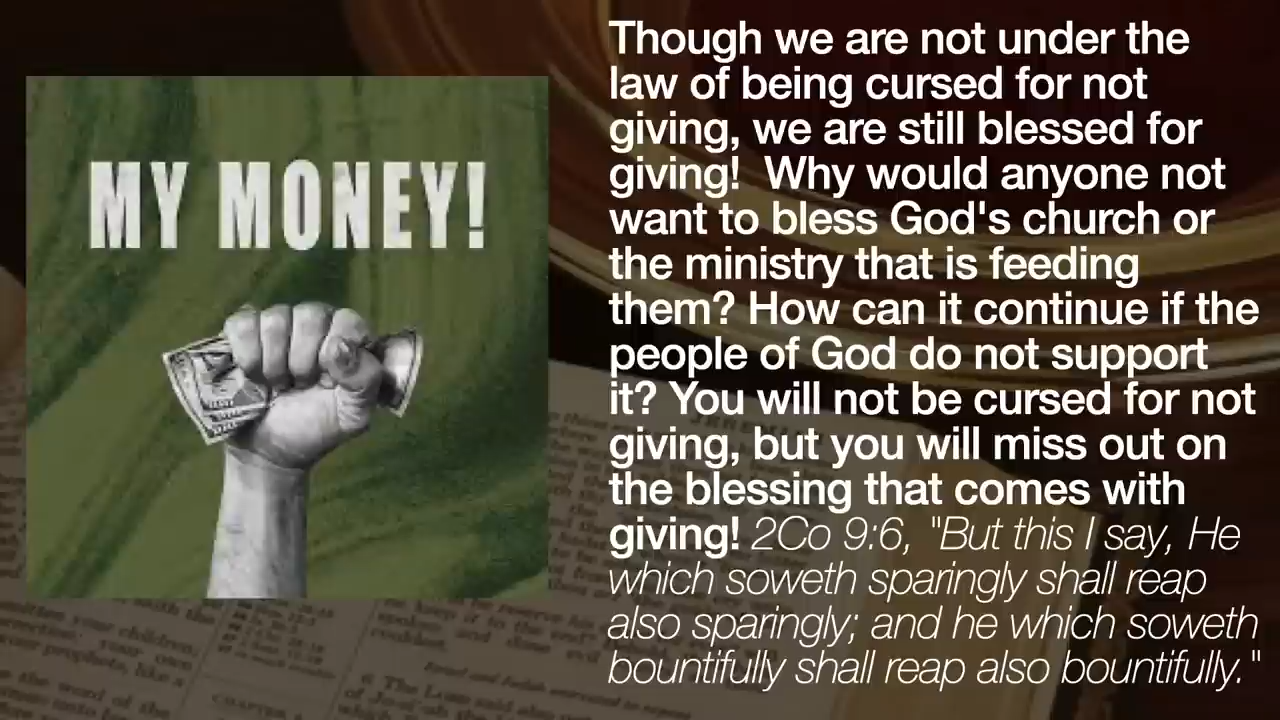 MY MONEY!
Though we are not under the
law of being cursed for not
giving, we are still blessed for
giving!  Why would anyone not
want to bless God's church or
the ministry that is feeding
them? How can it continue if the
people of God do not support
it? You will not be cursed for not
giving, but you will miss out on
the blessing that comes with
giving! 2Co 9:6, "But this I say, He
which soweth sparingly shall reap
also sparingly; and he which soweth
bountifully shall reap also bountifully."